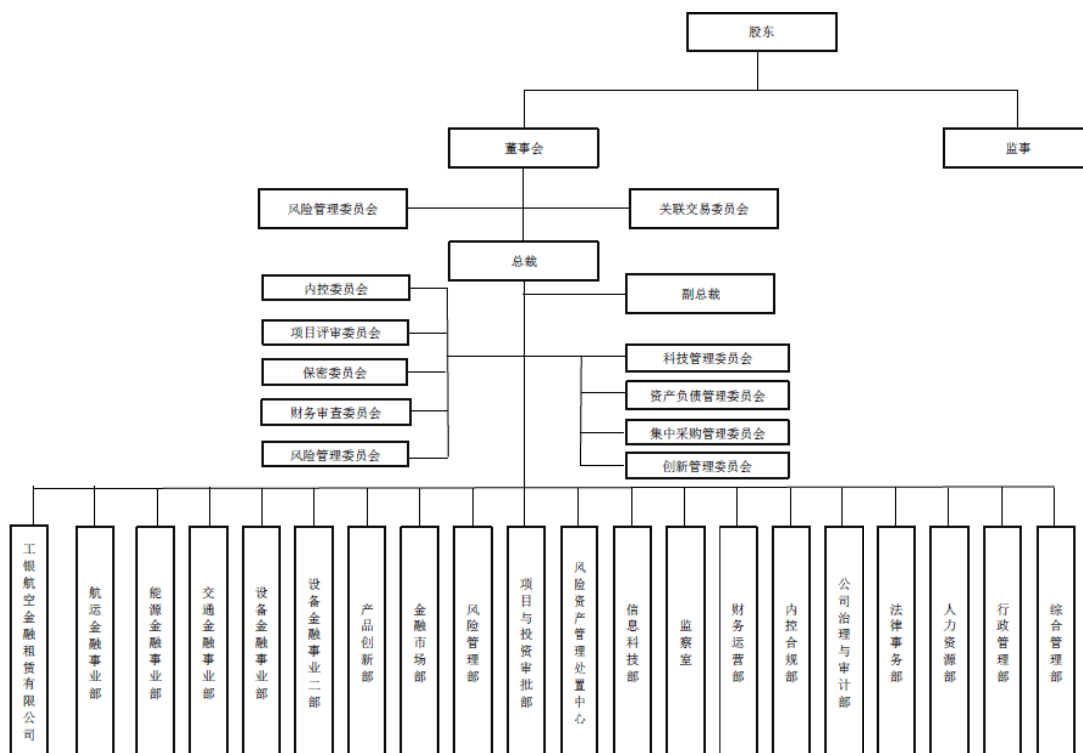 股东
董事会
监事
风险管理委员会
关联交易委员会
总裁
内控委员会
副总裁
项目评审委员会
科技管理委员会
保密委员会
资产负债管理委员会
财务审查委员会
集中采购管理委员会
风险管理委员会
创新管理委员会
工银航空金融租赁有限公司
航运金融事业部
能源金融事业部
交通金融事业部
设备金融事业部
设备金融事业二部
产品创新部
金融市场部
风险管理部
项目与投资审批部
风险资产管理处置中心
信息科技部
监察室
财务运营部
内控合规部
公司治理与审计部
法律事务部
人力资源部
行政管理部
综合管理部